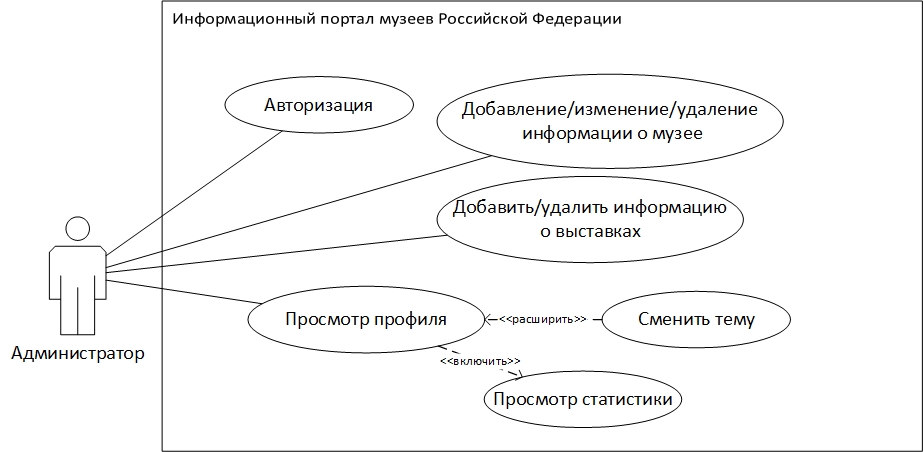 Информационный портал музеев Российской Федерации
Авторизация
Добавление/изменение/удаление
информации о музее
Добавить/удалить информацию
о выставках
Просмотр профиля
<<расширить>>
Сменить тему
Администратор
<<включить>>
Просмотр статистики